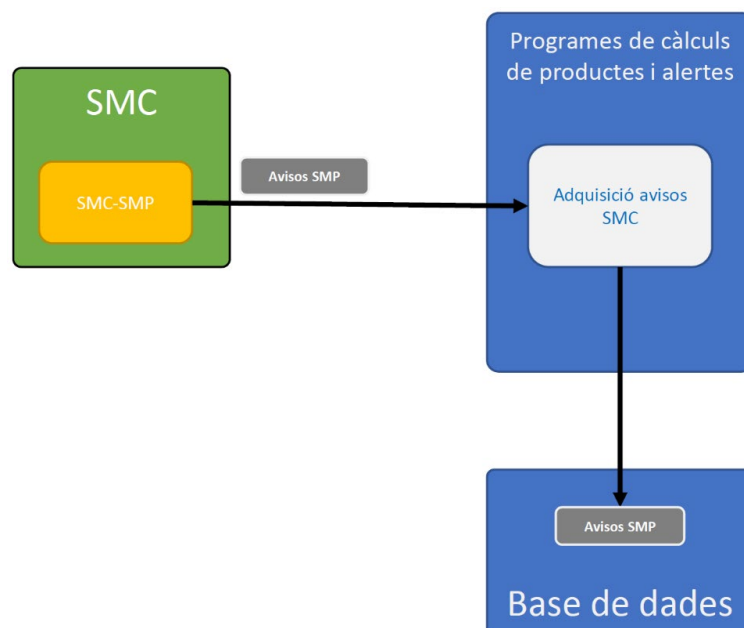 SMC
SMC-SMP
Avisos SMP
Programes de càlculs
de productes i alertes
Adquisició avisos
SMC
Avisos SMP
Base de dades